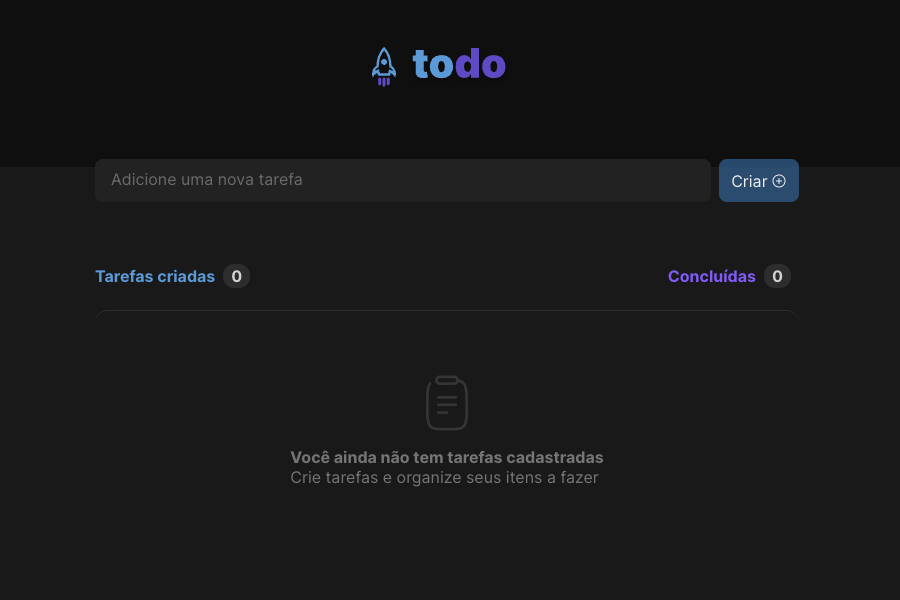 todo
Adicione uma nova tarefa
Criar
Tarefas criadas 0
Concluídas 0
Você ainda não tem tarefas cadastradas
Crie tarefas e organize seus itens a fazer